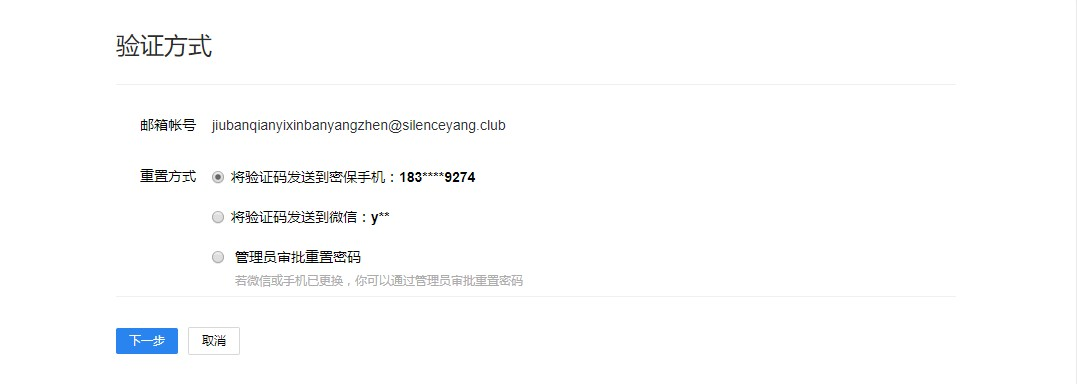 验证方式
邮箱帐号 jiubanqianyixinbanyangzhen@silenceyang.club
重置方式 将验证码发送到密保手机：183****9274
将验证码发送到微信：y**
管理员审批重置密码
若微信或手机已更换，你可以通过管理员审批重置密码
下一步 取消